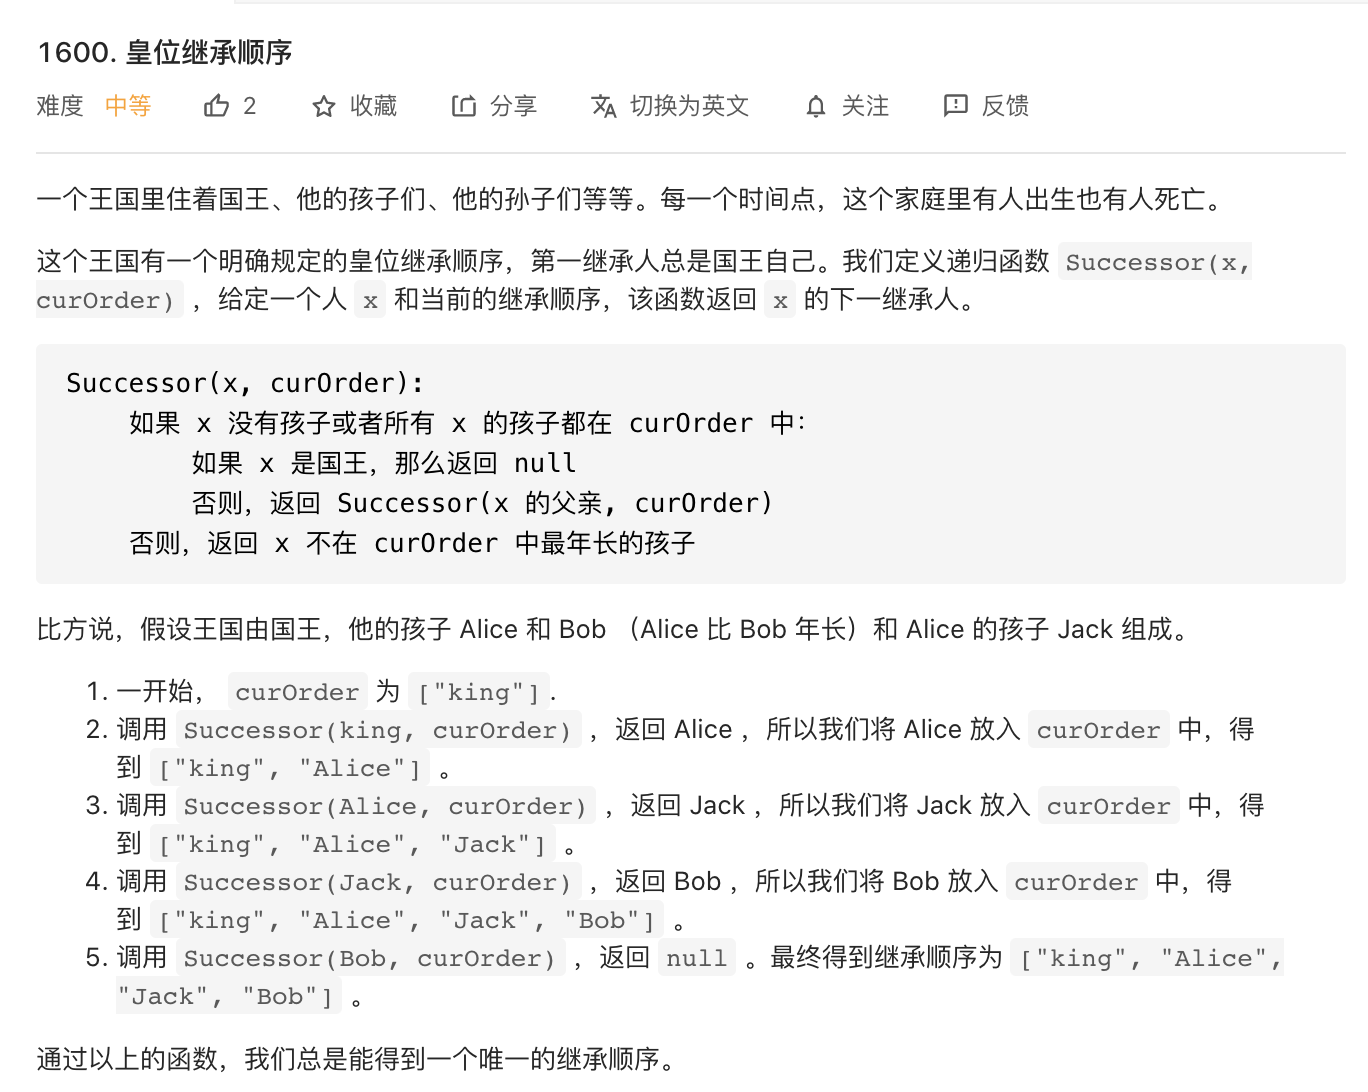 1600. 皇位继承顺序
难度 中等 2 收藏 分享 切换为英文 关注 反馈
一个王国里住着国王、他的孩子们、他的孙子们等等。每一个时间点，这个家庭里有人出生也有人死亡。
这个王国有一个明确规定的皇位继承顺序，第一继承人总是国王自己。我们定义递归函数 Successor(x,
curOrder) ，给定一个人 x 和当前的继承顺序，该函数返回 x 的下一继承人。
Successor(x, curOrder):
如果 x 没有孩子或者所有 x 的孩子都在 curOrder 中：
如果 x 是国王，那么返回 null
否则，返回 Successor(x 的父亲, curOrder)
否则，返回 x 不在 curOrder 中最年长的孩子
比方说，假设王国由国王，他的孩子 Alice 和 Bob （Alice 比 Bob 年长）和 Alice 的孩子 Jack 组成。
1. 一开始， curOrder 为 ["king"].
2. 调用 Successor(king, curOrder) ，返回 Alice ，所以我们将 Alice 放入 curOrder 中，得
到 ["king", "Alice"] 。
3. 调用 Successor(Alice, curOrder) ，返回 Jack ，所以我们将 Jack 放入 curOrder 中，得
到 ["king", "Alice", "Jack"] 。
4. 调用 Successor(Jack, curOrder) ，返回 Bob ，所以我们将 Bob 放入 curOrder 中，得
到 ["king", "Alice", "Jack", "Bob"] 。
5. 调用 Successor(Bob, curOrder) ，返回 null 。最终得到继承顺序为 ["king", "Alice",
"Jack", "Bob"] 。
通过以上的函数，我们总是能得到一个唯一的继承顺序。